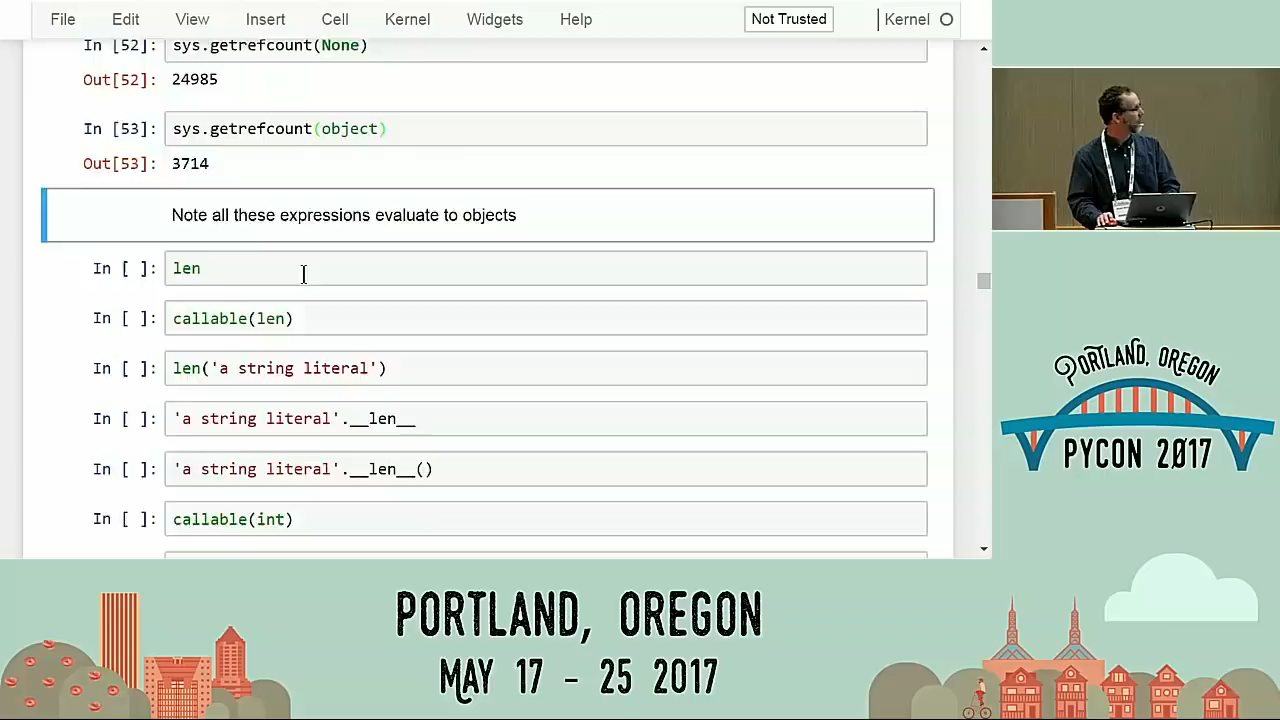 File Edit View Insert Cell Kernel Widgets Help Not Trusted Kernel
In [52]: sys.getrefcount(None)
Out[52]: 24985
In [53]: sys.getrefcount(object)
Out[53]: 3714
Note all these expressions evaluate to objects
In [ ]: len
In [ ]: callable(len)
In [ ]: len('a string literal')
In [ ]: 'a string literal'.__len__
In [ ]: 'a string literal'.__len__()
In [ ]: callable(int)
PORTLAND, OREGON
PYCON 2017
PORTLAND, OREGON
MAY 17 - 25 2017